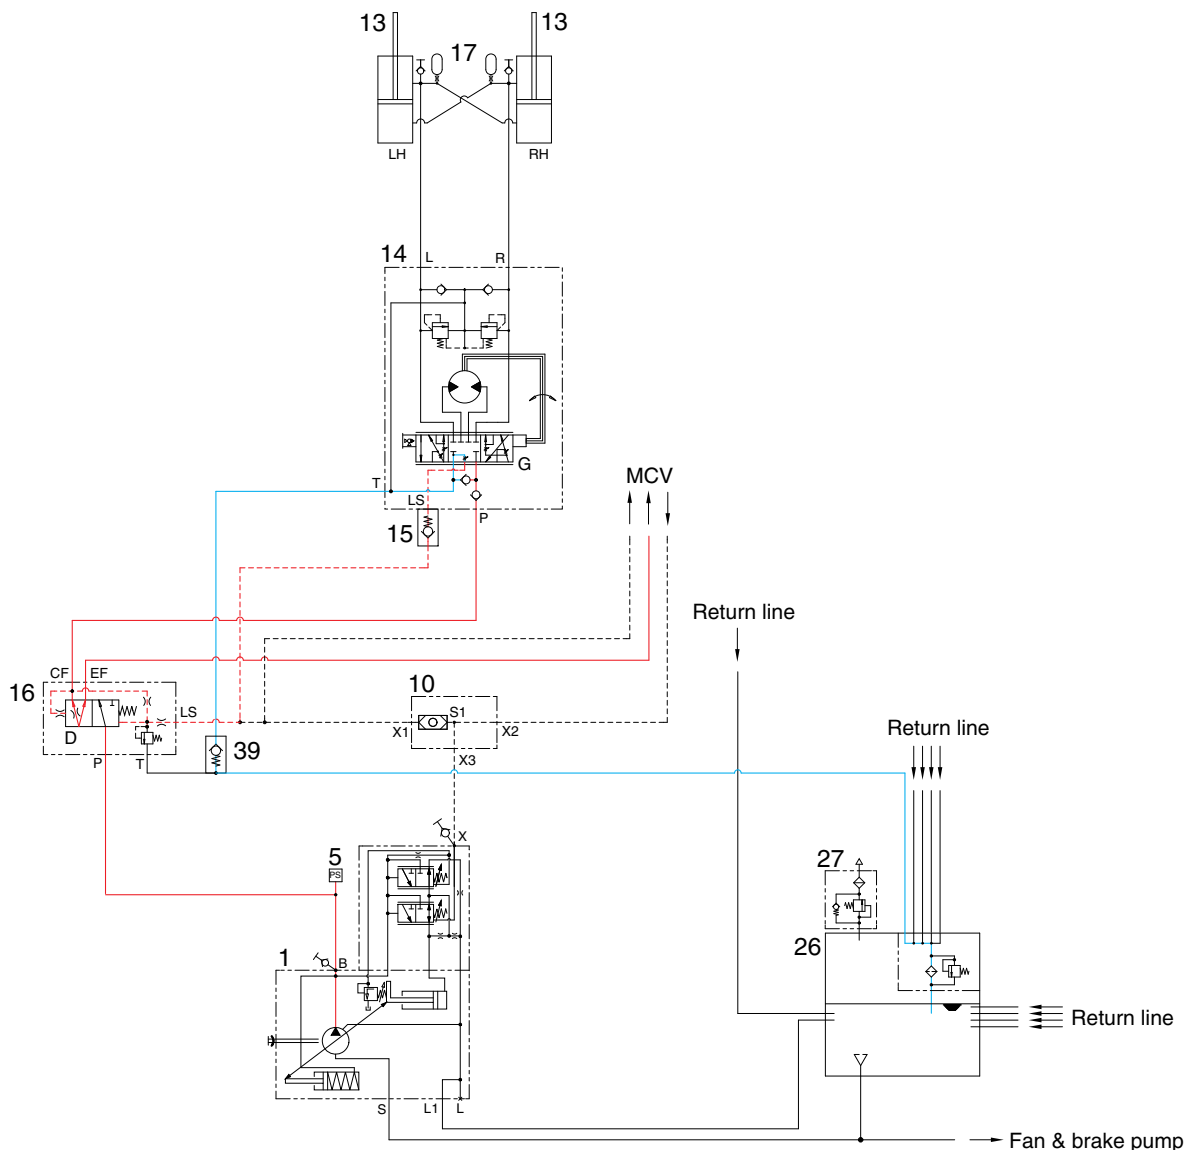 13
17
13
LH
RH
14
L
R
G
MCV
T
LS
P
15
Return line
CF
EF
16
10
LS
S1
X1
X2
Return line
D
39
P
T
X3
X
5
PS
27
26
1
B
Return line
S
L1
L
Fan & brake pump